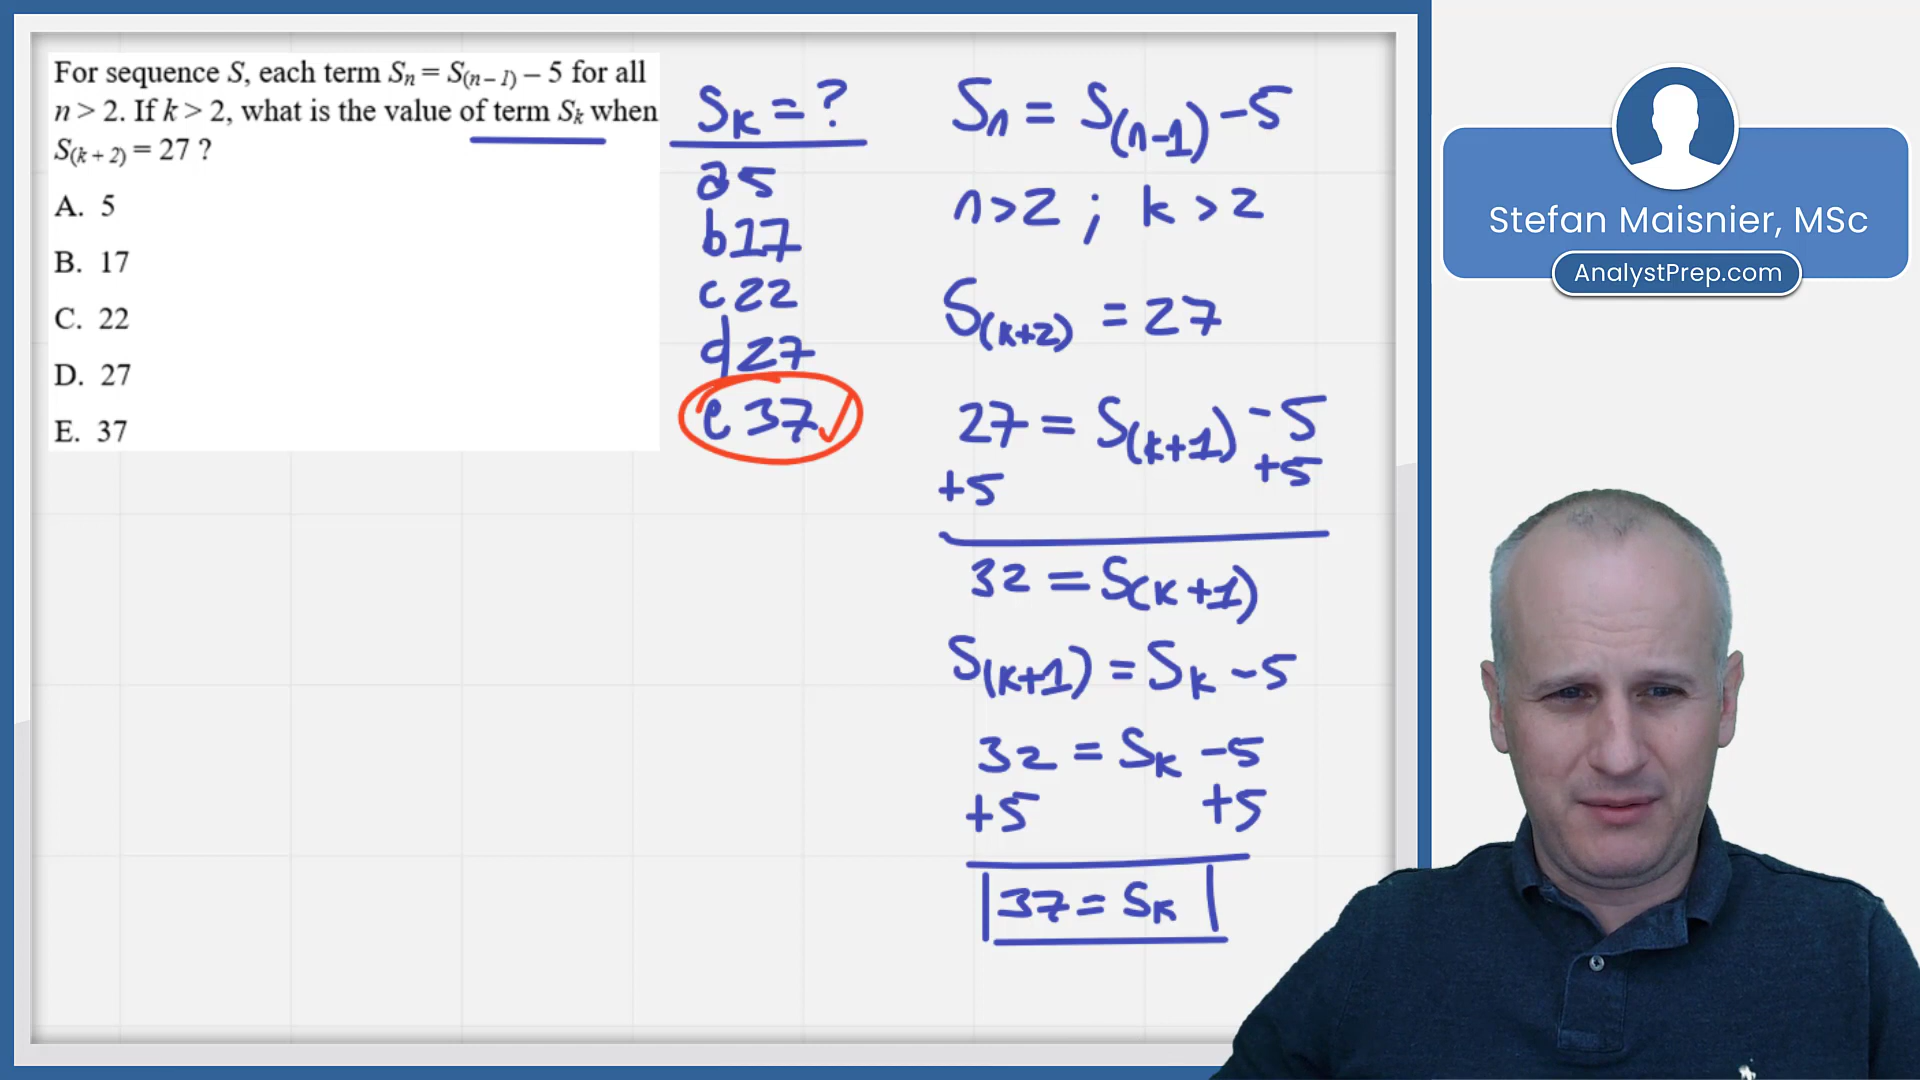 For sequence S, each term Sn = S(n – 1) – 5 for all
n > 2. If k > 2, what is the value of term Sk when
S(k + 2) = 27 ?
A. 5
B. 17
C. 22
D. 27
E. 37
SK = ?
a 5
b 17
c 22
d 27
e 37 ✓
Sn = S(n-1) -5
n>2 ; k >2
S(k+2) = 27
27 = S(k+1) -5
+5 +5
32 = S(K+1)
S(K+1) = SK -5
32 = SK -5
+5 +5
37 = SK
Stefan Maisnier, MSc
AnalystPrep.com